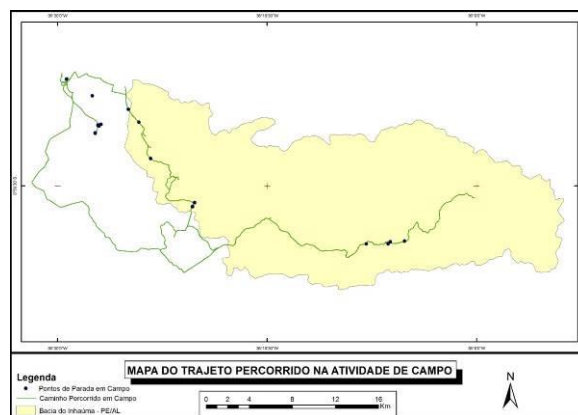 MAPA DO TRAJETO PERCORRIDO NA ATIVIDADE DE CAMPO
Legenda
Pontos de Parada em Campo
Caminho Percorrido em Campo
Bacia do Inhaúma - PE/AL
0 2 4 8 12 16
Km
N